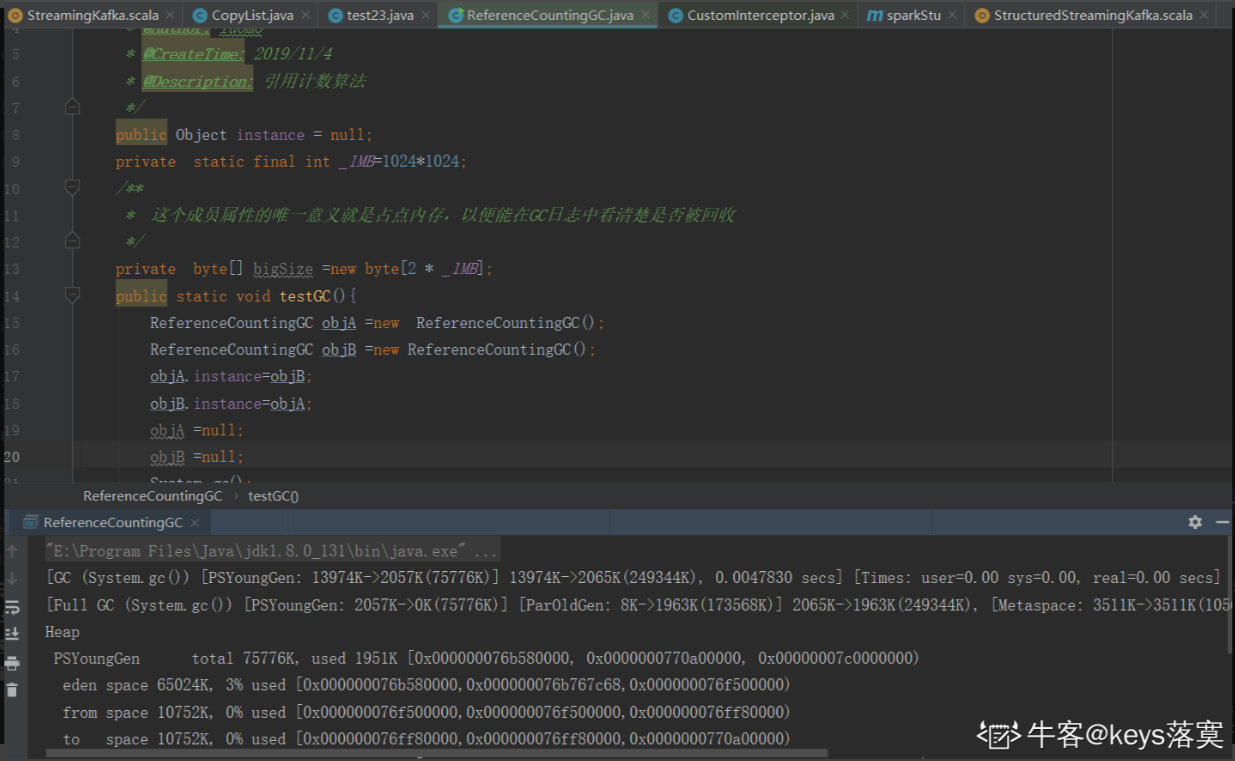 StreamingKafka.scala × CopyList.java × test23.java × ReferenceCountingGC.java × CustomInterceptor.java × sparkStu × StructuredStreamingKafka.scala ×
4 * @Author: luomo
5 * @CreateTime: 2019/11/4
6 * @Description: 引用计数算法
7 */
8 public Object instance = null;
9 private static final int _1MB=1024*1024;
10 /**
11 * 这个成员属性的唯一意义就是占点内存，以便能在GC日志中看清楚是否被回收
12 */
13 private byte[] bigSize =new byte[2 * _1MB];
14 public static void testGC(){
15 ReferenceCountingGC objA =new ReferenceCountingGC();
16 ReferenceCountingGC objB =new ReferenceCountingGC();
17 objA.instance=objB;
18 objB.instance=objA;
19 objA =null;
20 objB =null;
21 System.gc();
ReferenceCountingGC › testGC()
ReferenceCountingGC ×
"E:\Program Files\Java\jdk1.8.0_131\bin\java.exe" ...
[GC (System.gc()) [PSYoungGen: 13974K->2057K(75776K)] 13974K->2065K(249344K), 0.0047830 secs] [Times: user=0.00 sys=0.00, real=0.00 secs]
[Full GC (System.gc()) [PSYoungGen: 2057K->0K(75776K)] [ParOldGen: 8K->1963K(173568K)] 2065K->1963K(249344K), [Metaspace: 3511K->3511K(105
Heap
PSYoungGen total 75776K, used 1951K [0x000000076b580000, 0x0000000770a00000, 0x00000007c0000000)
eden space 65024K, 3% used [0x000000076b580000,0x000000076b767c68,0x000000076f500000)
from space 10752K, 0% used [0x000000076f500000,0x000000076f500000,0x000000076ff80000)
to space 10752K, 0% used [0x000000076ff80000,0x000000076ff80000,0x0000000770a00000)
牛客@keys落寞